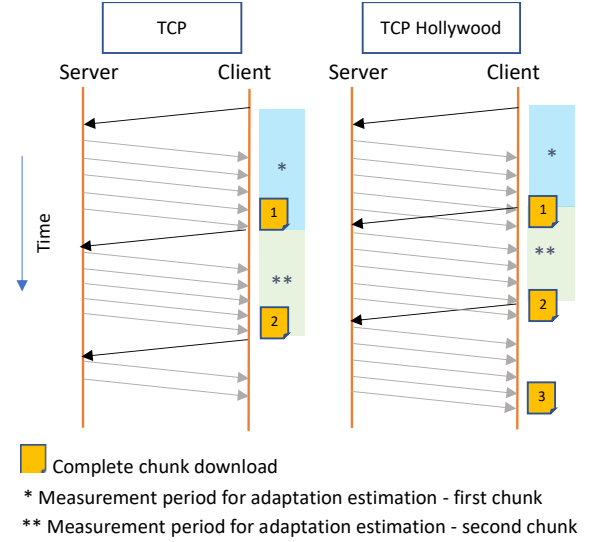 TCP
TCP Hollywood
Server Client Server Client
* *
1 1
**
**
2 2
3
Time
Complete chunk download
* Measurement period for adaptation estimation - first chunk
** Measurement period for adaptation estimation - second chunk